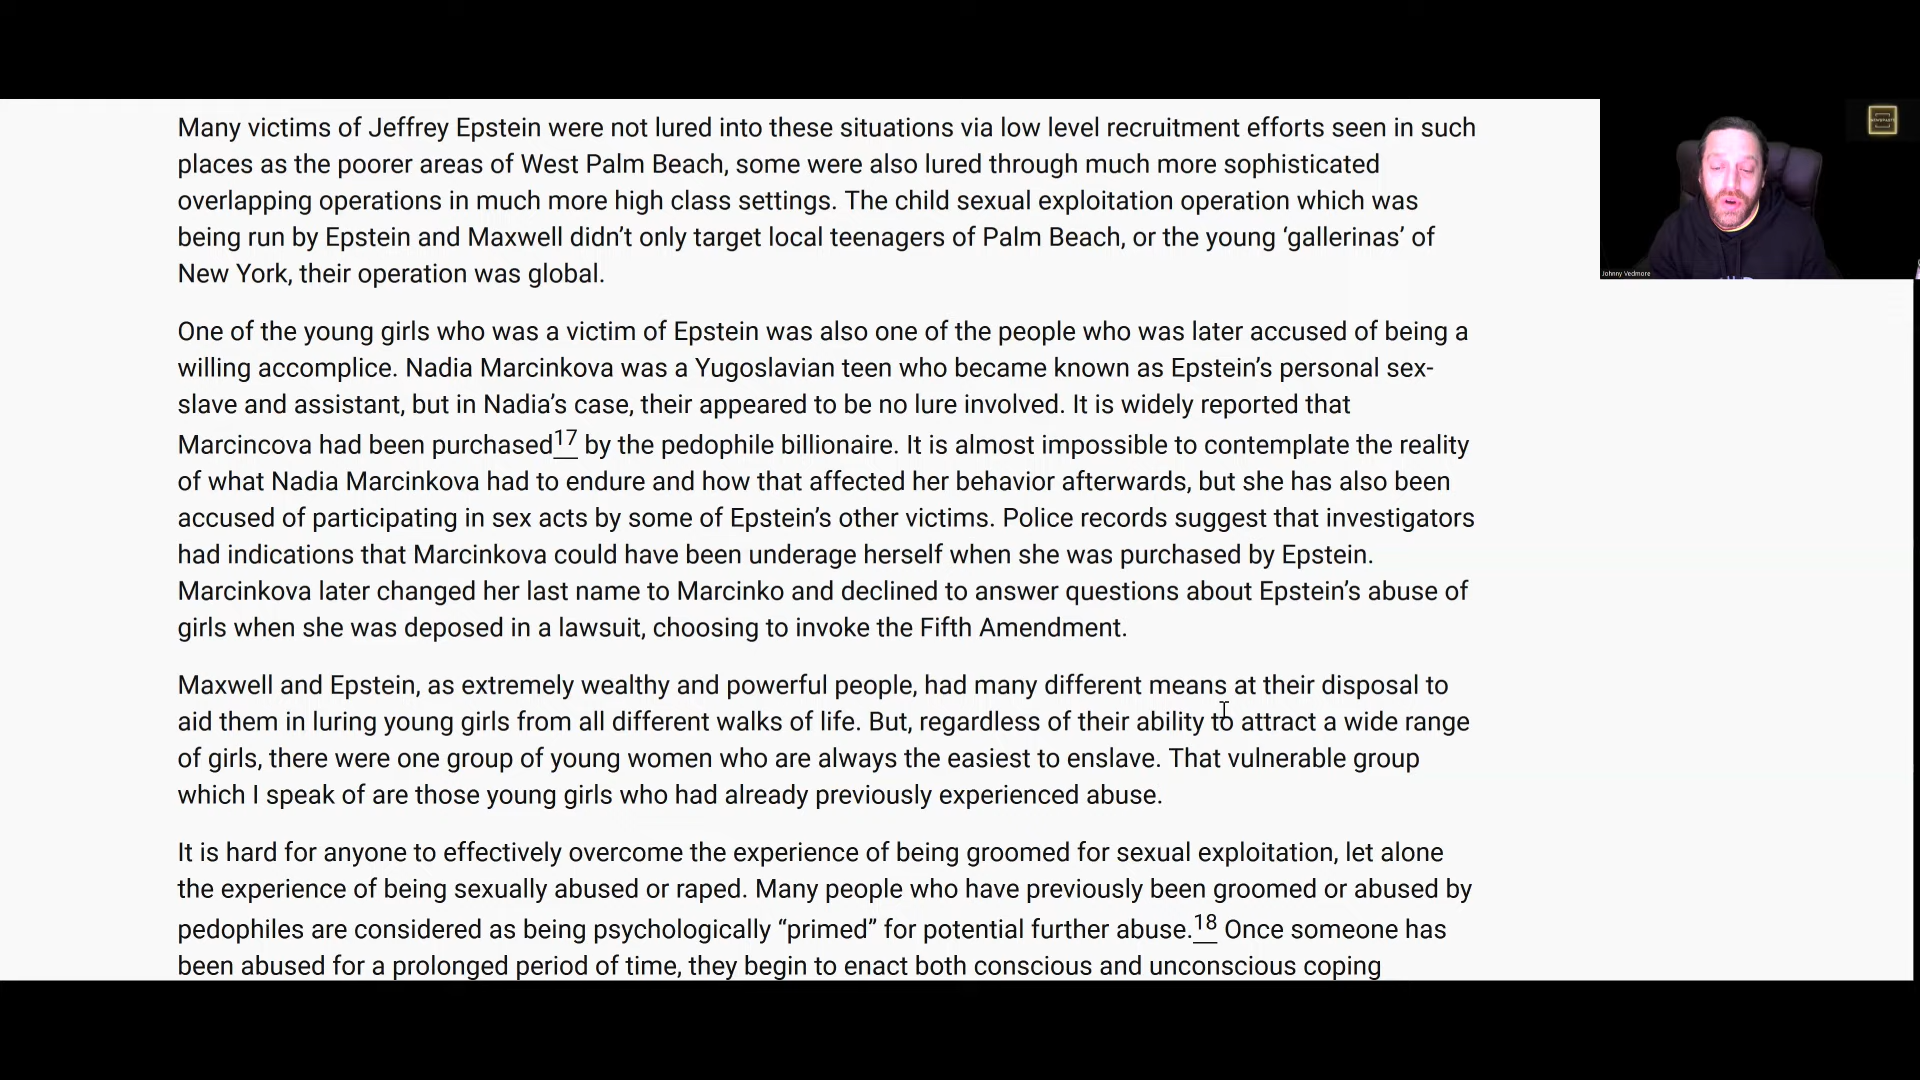 Many victims of Jeffrey Epstein were not lured into these situations via low level recruitment efforts seen in such
places as the poorer areas of West Palm Beach, some were also lured through much more sophisticated
overlapping operations in much more high class settings. The child sexual exploitation operation which was
being run by Epstein and Maxwell didn’t only target local teenagers of Palm Beach, or the young ‘gallerinas’ of
New York, their operation was global.
One of the young girls who was a victim of Epstein was also one of the people who was later accused of being a
willing accomplice. Nadia Marcinkova was a Yugoslavian teen who became known as Epstein’s personal sex-
slave and assistant, but in Nadia’s case, their appeared to be no lure involved. It is widely reported that
Marcincova had been purchased17 by the pedophile billionaire. It is almost impossible to contemplate the reality
of what Nadia Marcinkova had to endure and how that affected her behavior afterwards, but she has also been
accused of participating in sex acts by some of Epstein’s other victims. Police records suggest that investigators
had indications that Marcinkova could have been underage herself when she was purchased by Epstein.
Marcinkova later changed her last name to Marcinko and declined to answer questions about Epstein’s abuse of
girls when she was deposed in a lawsuit, choosing to invoke the Fifth Amendment.
Maxwell and Epstein, as extremely wealthy and powerful people, had many different means at their disposal to
aid them in luring young girls from all different walks of life. But, regardless of their ability to attract a wide range
of girls, there were one group of young women who are always the easiest to enslave. That vulnerable group
which I speak of are those young girls who had already previously experienced abuse.
It is hard for anyone to effectively overcome the experience of being groomed for sexual exploitation, let alone
the experience of being sexually abused or raped. Many people who have previously been groomed or abused by
pedophiles are considered as being psychologically “primed” for potential further abuse.18 Once someone has
been abused for a prolonged period of time, they begin to enact both conscious and unconscious coping
Johnny Vedmore